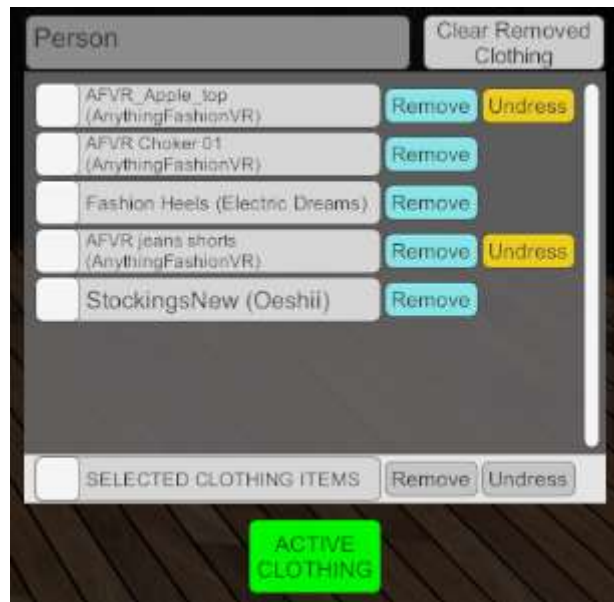 Person
Clear Removed
Clothing
AFVR_Apple_top
(AnythingFashionVR)
Remove
Undress
AFVR Choker 01
(AnythingFashionVR)
Remove
Fashion Heels (Electric Dreams)
Remove
AFVR jeans shorts
(AnythingFashionVR)
Remove
Undress
StockingsNew (Oeshii)
Remove
SELECTED CLOTHING ITEMS
Remove
Undress
ACTIVE
CLOTHING